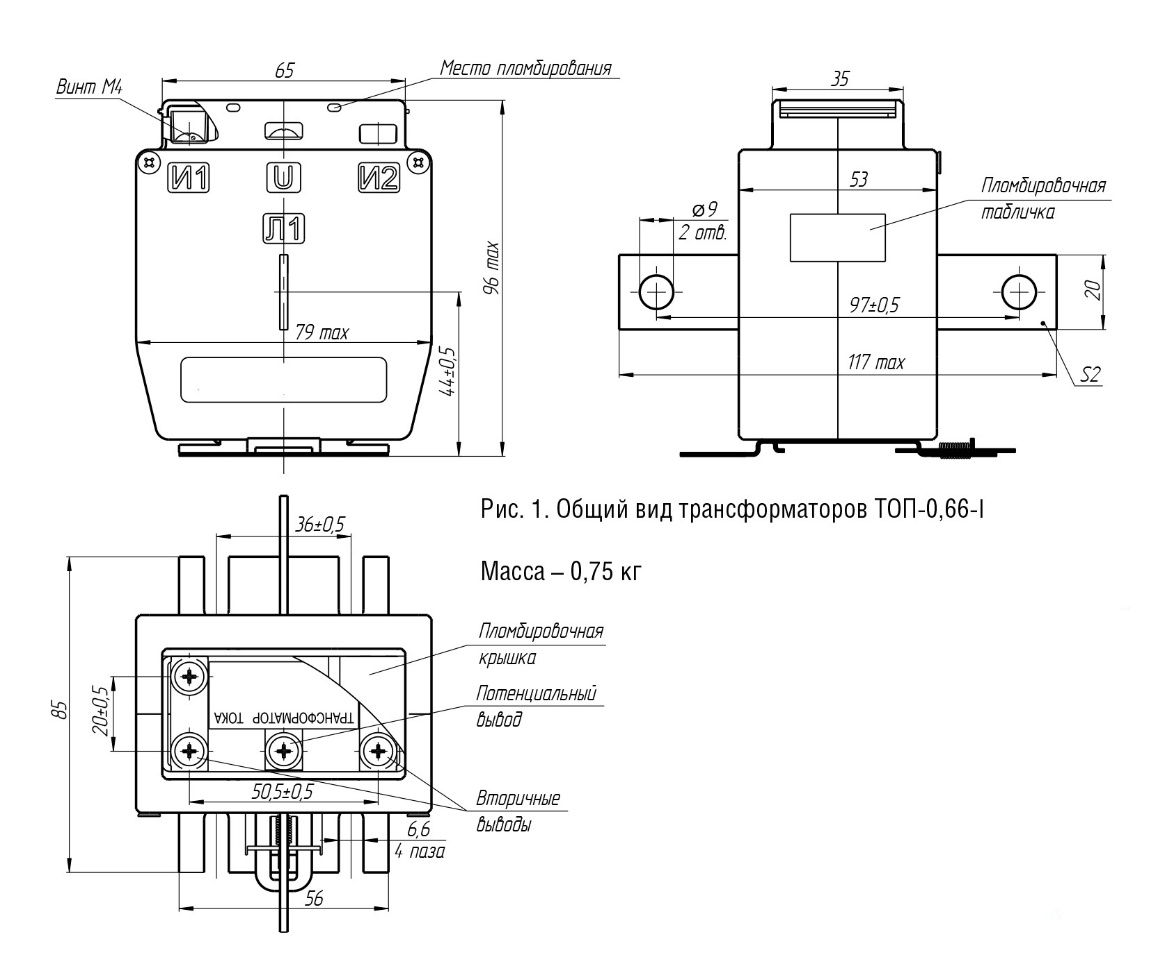 65
Место пломбирования
Винт М4
И1
U
И2
Л1
79 max
44±0,5
96 max
35
53
Пломбировочная
табличка
⌀9
2 отв.
97±0,5
20
117 max
S2
Рис. 1. Общий вид трансформаторов ТОП-0,66-I
Масса – 0,75 кг
36±0,5
85
20±0,5
ТРАНСФОРМАТОР ТОКА
Пломбировочная
крышка
Потенциальный
вывод
50,5±0,5
Вторичные
выводы
6,6
4 паза
56